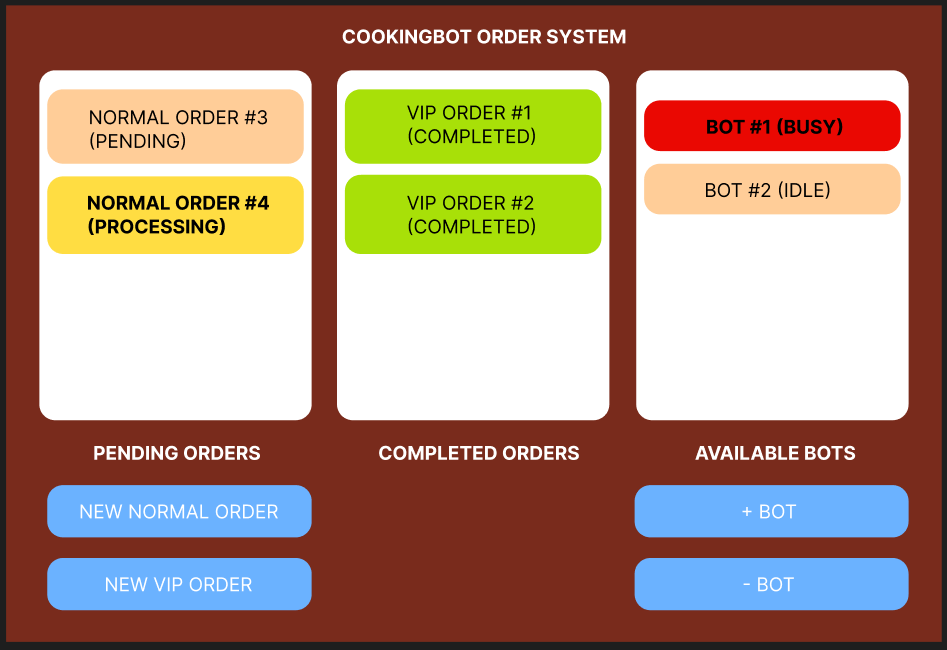 COOKINGBOT ORDER SYSTEM
NORMAL ORDER #3
(PENDING)
NORMAL ORDER #4
(PROCESSING)
VIP ORDER #1
(COMPLETED)
VIP ORDER #2
(COMPLETED)
BOT #1 (BUSY)
BOT #2 (IDLE)
PENDING ORDERS
COMPLETED ORDERS
AVAILABLE BOTS
NEW NORMAL ORDER
NEW VIP ORDER
+ BOT
- BOT